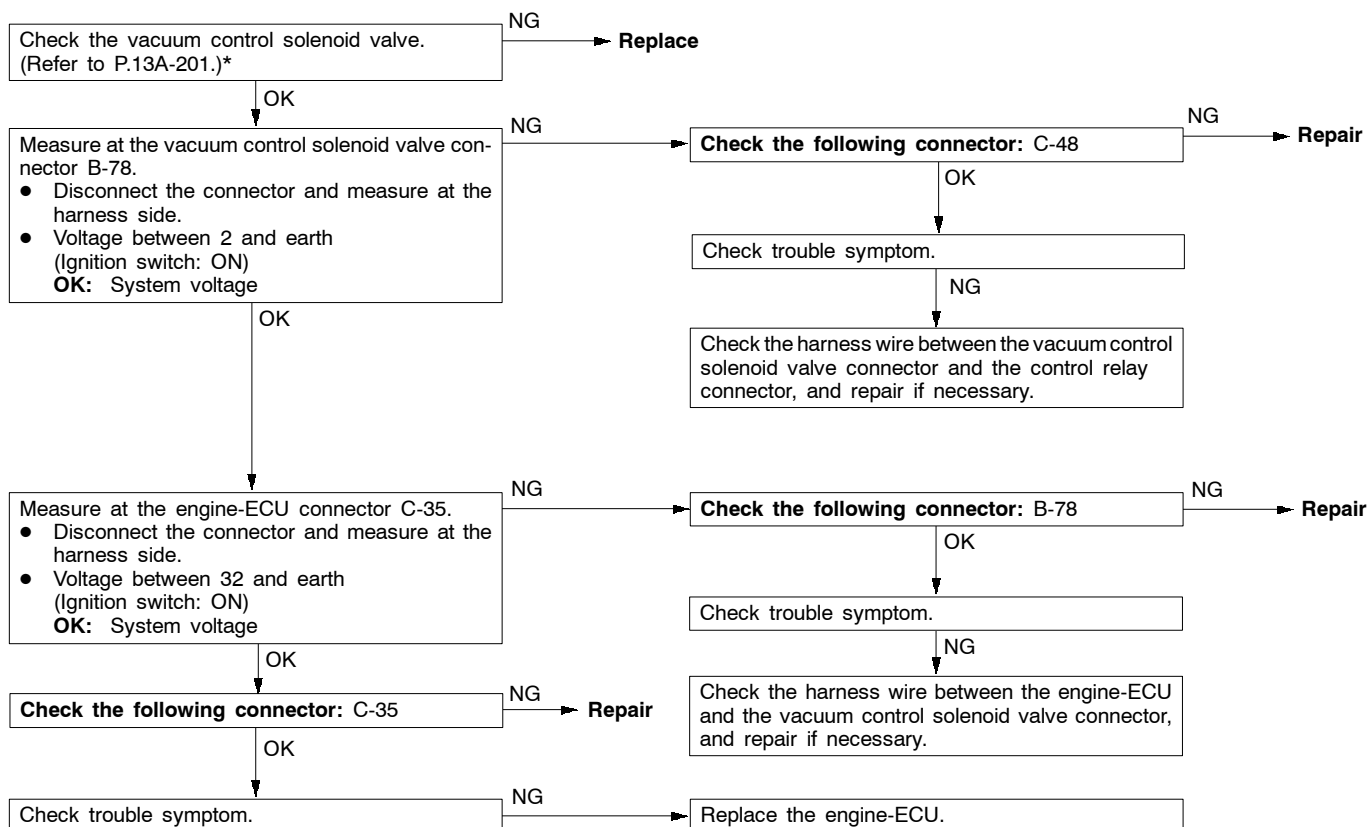 Check the vacuum control solenoid valve.
(Refer to P.13A-201.)*
NG
Replace
OK
Measure at the vacuum control solenoid valve con-
nector B-78.
● Disconnect the connector and measure at the
harness side.
● Voltage between 2 and earth
(Ignition switch: ON)
OK: System voltage
NG
Check the following connector: C-48
NG
Repair
OK
Check trouble symptom.
NG
Check the harness wire between the vacuum control
solenoid valve connector and the control relay
connector, and repair if necessary.
OK
Measure at the engine-ECU connector C-35.
● Disconnect the connector and measure at the
harness side.
● Voltage between 32 and earth
(Ignition switch: ON)
OK: System voltage
NG
Check the following connector: B-78
NG
Repair
OK
Check trouble symptom.
NG
Check the harness wire between the engine-ECU
and the vacuum control solenoid valve connector,
and repair if necessary.
OK
Check the following connector: C-35
NG
Repair
OK
Check trouble symptom.
NG
Replace the engine-ECU.